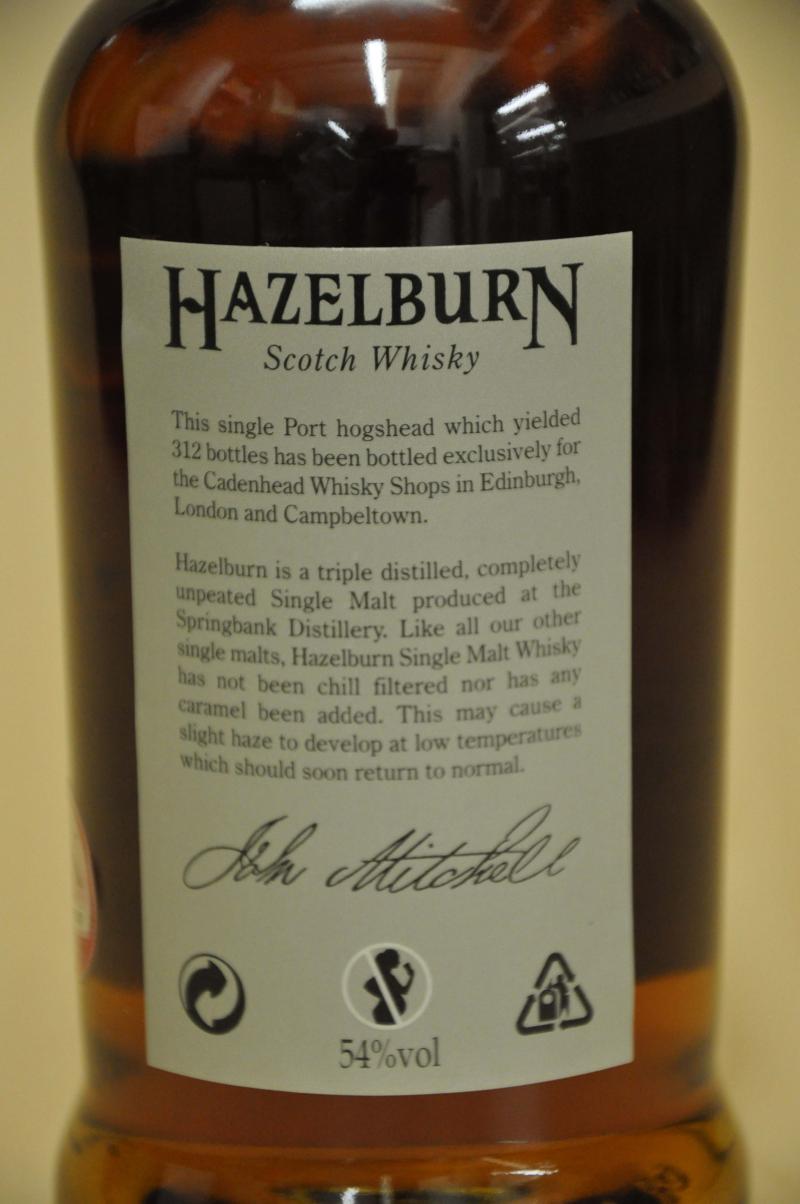 HAZELBURN
Scotch Whisky
This single Port hogshead which yielded
312 bottles has been bottled exclusively for
the Cadenhead Whisky Shops in Edinburgh,
London and Campbeltown.
Hazelburn is a triple distilled, completely
unpeated Single Malt produced at the
Springbank Distillery. Like all our other
single malts, Hazelburn Single Malt Whisky
has not been chill filtered nor has any
caramel been added. This may cause a
slight haze to develop at low temperatures
which should soon return to normal.
John Mitchell
54%vol